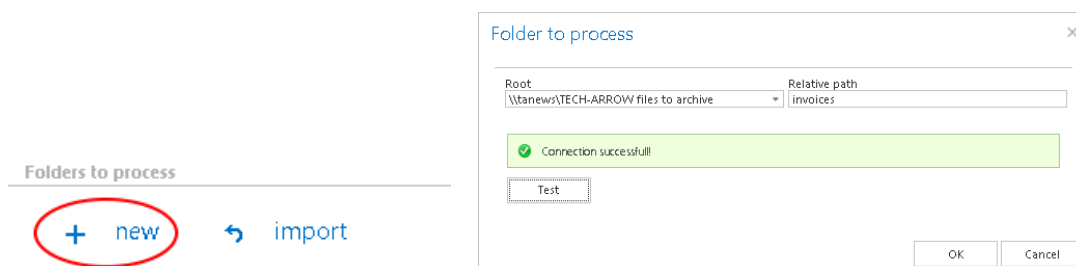 Folders to process
+ new import
Folder to process
Root Relative path
\\tanews\TECH-ARROW files to archive invoices
Connection successfull!
Test
OK Cancel